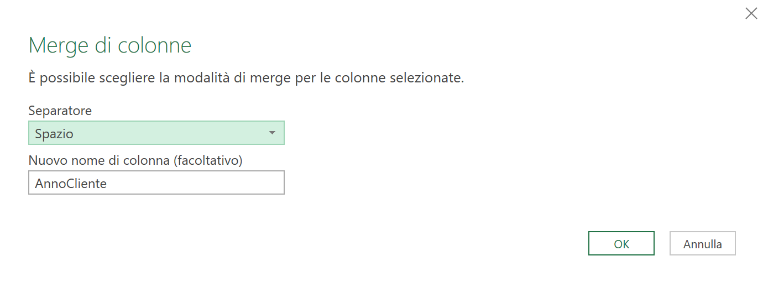 Merge di colonne
È possibile scegliere la modalità di merge per le colonne selezionate.
Separatore
Spazio
Nuovo nome di colonna (facoltativo)
AnnoCliente
OK
Annulla